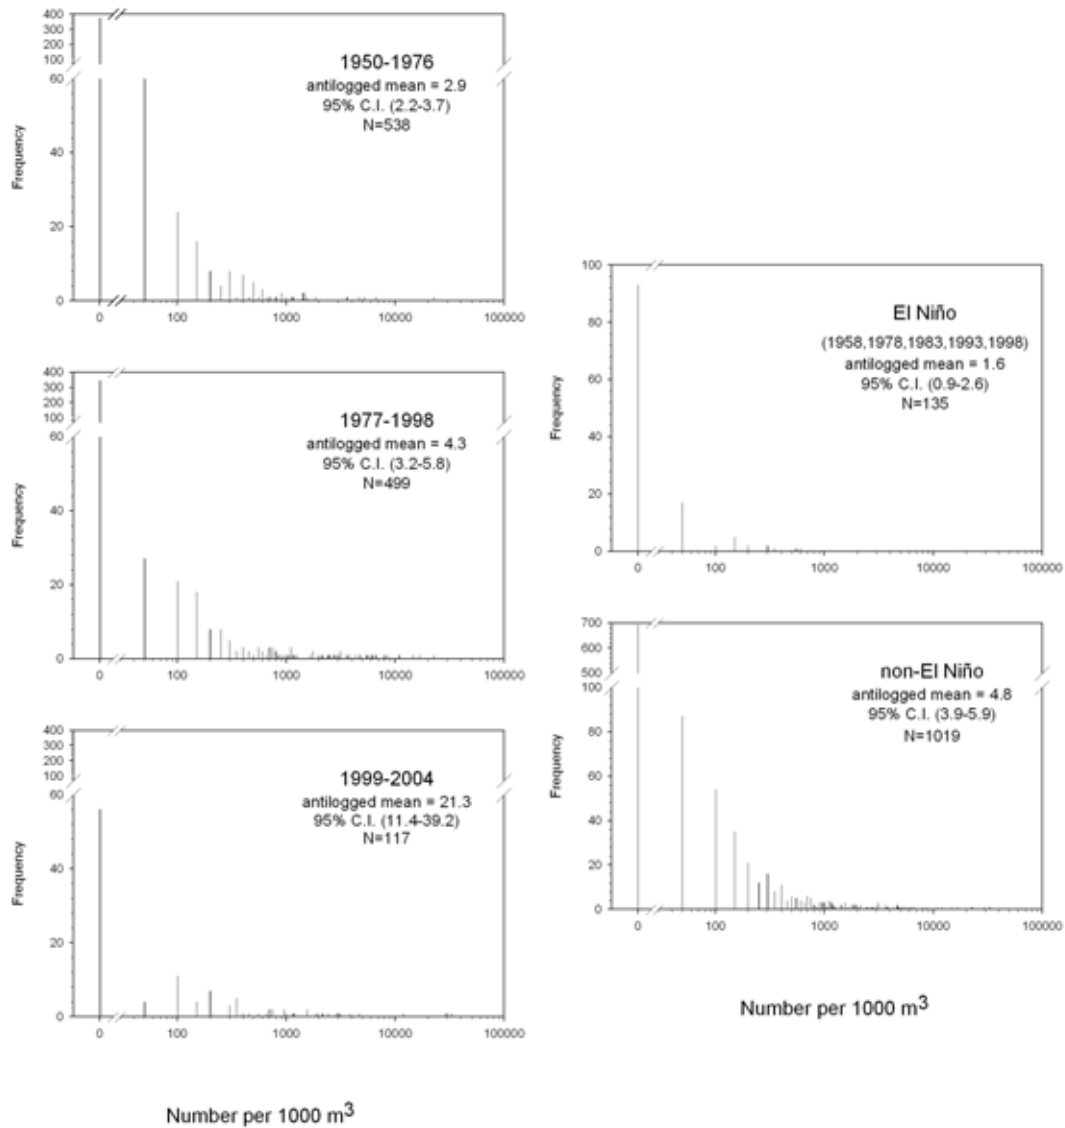 400
300
200
100
60
40
20
0
Frequency
1950-1976
antilogged mean = 2.9
95% C.I. (2.2-3.7)
N=538
0 100 1000 10000 100000
400
300
200
100
60
40
20
0
Frequency
1977-1998
antilogged mean = 4.3
95% C.I. (3.2-5.8)
N=499
0 100 1000 10000 100000
400
300
200
100
60
40
20
0
Frequency
1999-2004
antilogged mean = 21.3
95% C.I. (11.4-39.2)
N=117
0 100 1000 10000 100000
Number per 1000 m³
100
80
60
40
20
0
Frequency
El Niño
(1958,1978,1983,1993,1998)
antilogged mean = 1.6
95% C.I. (0.9-2.6)
N=135
0 100 1000 10000 100000
700
600
500
100
80
60
40
20
0
Frequency
non-El Niño
antilogged mean = 4.8
95% C.I. (3.9-5.9)
N=1019
0 100 1000 10000 100000
Number per 1000 m³